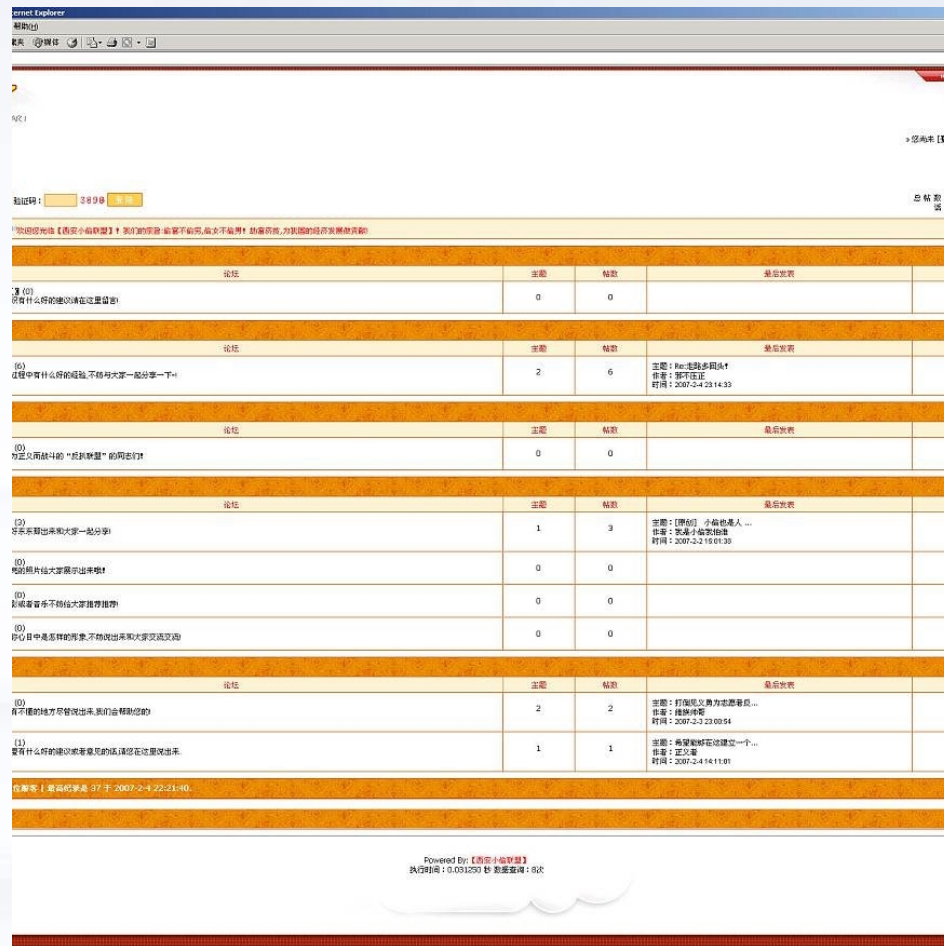 ternet Explorer
帮助(H)
媒体
» 您尚未
验证码： 3898 登陆
总帖数
欢迎您光临【西安小偷联盟】！我们的宗旨:偷富不偷穷,偷女不偷男！劫富济贫,为我国的经济发展做贡献!
论坛 主题 帖数 最后发表
(0)
有什么好的建议请在这里留言! 0 0
论坛 主题 帖数 最后发表
(6)
过程中有什么好的经验,不妨与大家一起分享一下~! 2 6
主题：Re:走路多回头！
作者：邪不压正
时间：2007-2-4 23:14:33
论坛 主题 帖数 最后发表
(0)
为正义而战斗的“反扒联盟”的同志们! 0 0
论坛 主题 帖数 最后发表
(3)
好东东都出来和大家一起分享! 1 3
主题：[原创] 小偷也是人 ...
作者：我是小偷我怕谁
时间：2007-2-2 18:01:38
(0)
的照片给大家展示出来哦! 0 0
(0)
影或者音乐不妨给大家推荐推荐! 0 0
(0)
你心目中是怎样的形象,不妨说出来和大家交流交流! 0 0
论坛 主题 帖数 最后发表
(0)
有不懂的地方尽管说出来,我们会帮助您的! 2 2
主题：打倒见义勇为志愿者反...
时间：2007-2-3 23:00:54
(1)
有什么好的建议或者意见的话,请您在这里说出来. 1 1
主题：希望能够在这建立一个...
作者：正义者
时间：2007-2-4 14:11:01
位游客 | 最高纪录是 37 于 2007-2-4 22:21:40.
Powered By:【西安小偷联盟】
执行时间：0.031250 秒 数据查询：8次